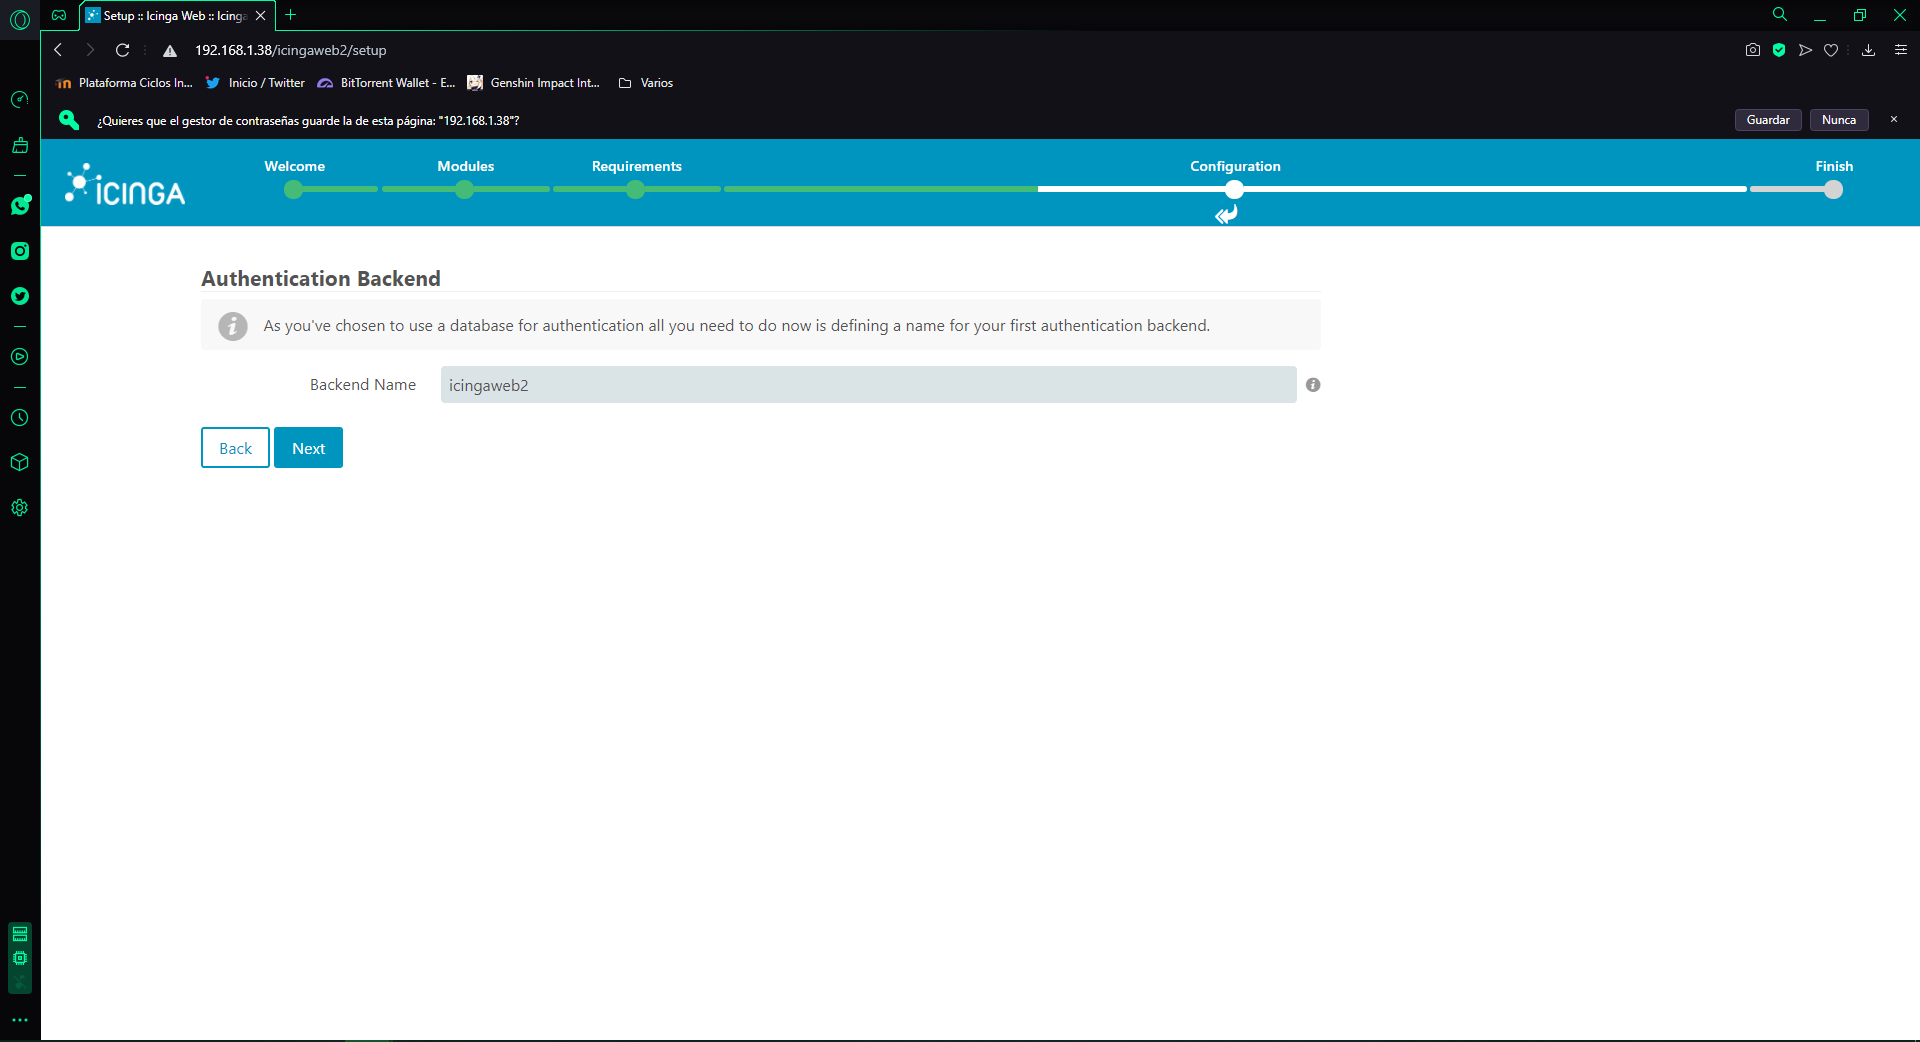 Setup :: Icinga Web :: Icinga
192.168.1.38/icingaweb2/setup
Plataforma Ciclos In...
Inicio / Twitter
BitTorrent Wallet - E...
Genshin Impact Int...
Varios
¿Quieres que el gestor de contraseñas guarde la de esta página: "192.168.1.38"?
Guardar
Nunca
ICINGA
Welcome
Modules
Requirements
Configuration
Finish
Authentication Backend
As you've chosen to use a database for authentication all you need to do now is defining a name for your first authentication backend.
Backend Name
icingaweb2
Back
Next